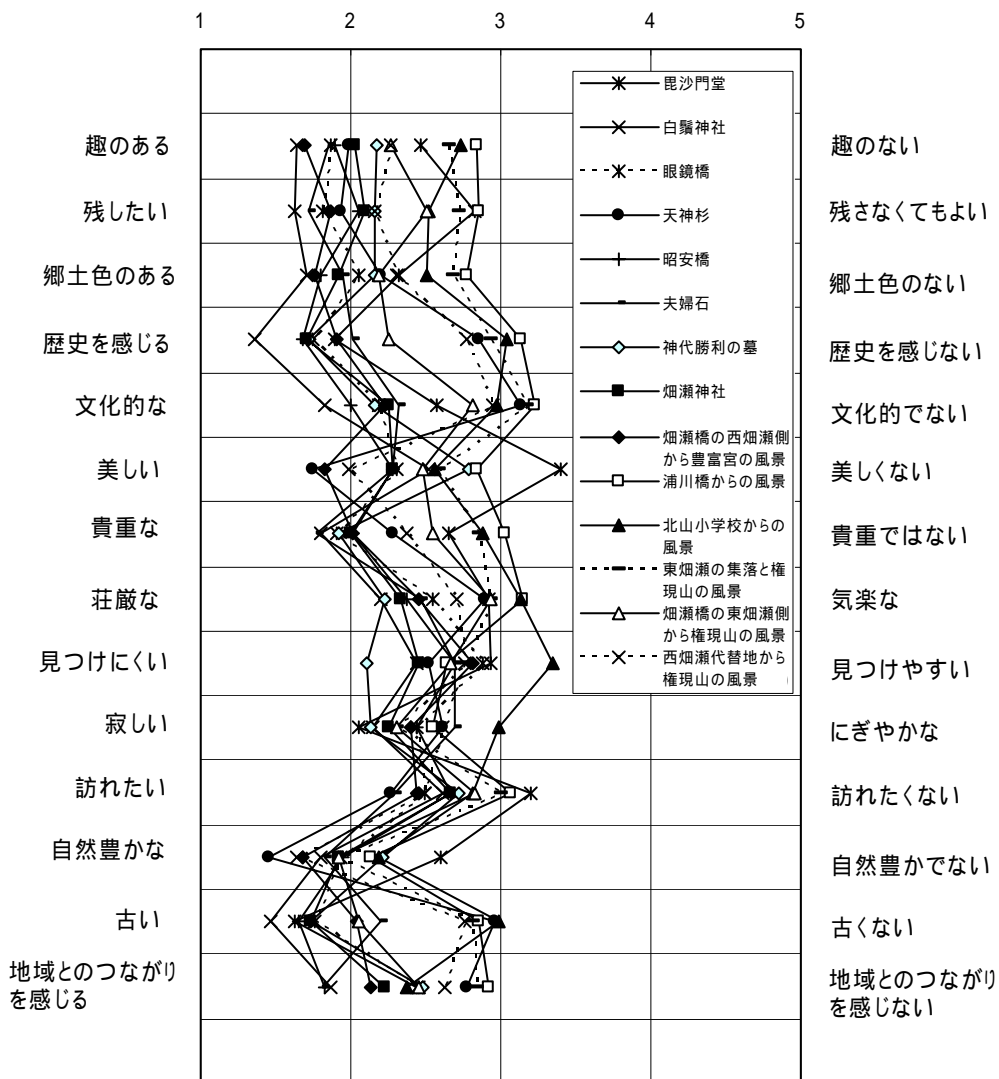 1 2 3 4 5
毘沙門堂
白鬚神社
眼鏡橋
天神杉
昭安橋
夫婦石
神代勝利の墓
畑瀬神社
畑瀬橋の西畑瀬側
から豊富宮の風景
浦川橋からの風景
北山小学校からの
風景
東畑瀬の集落と権
現山の風景
畑瀬橋の東畑瀬側
から権現山の風景
西畑瀬代替地から
権現山の風景
趣のある 趣のない
残したい 残さなくてもよい
郷土色のある 郷土色のない
歴史を感じる 歴史を感じない
文化的な 文化的でない
美しい 美しくない
貴重な 貴重ではない
荘厳な 気楽な
見つけにくい 見つけやすい
寂しい にぎやかな
訪れたい 訪れたくない
自然豊かな 自然豊かでない
古い 古くない
地域とのつながり 地域とのつながり
を感じる を感じない